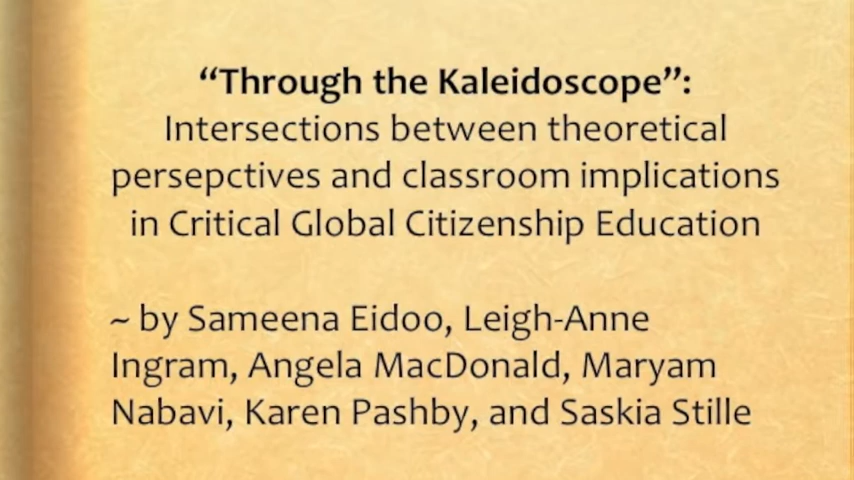 “Through the Kaleidoscope”:
Intersections between theoretical
persepctives and classroom implications
in Critical Global Citizenship Education
~ by Sameena Eidoo, Leigh-Anne
Ingram, Angela MacDonald, Maryam
Nabavi, Karen Pashby, and Saskia Stille